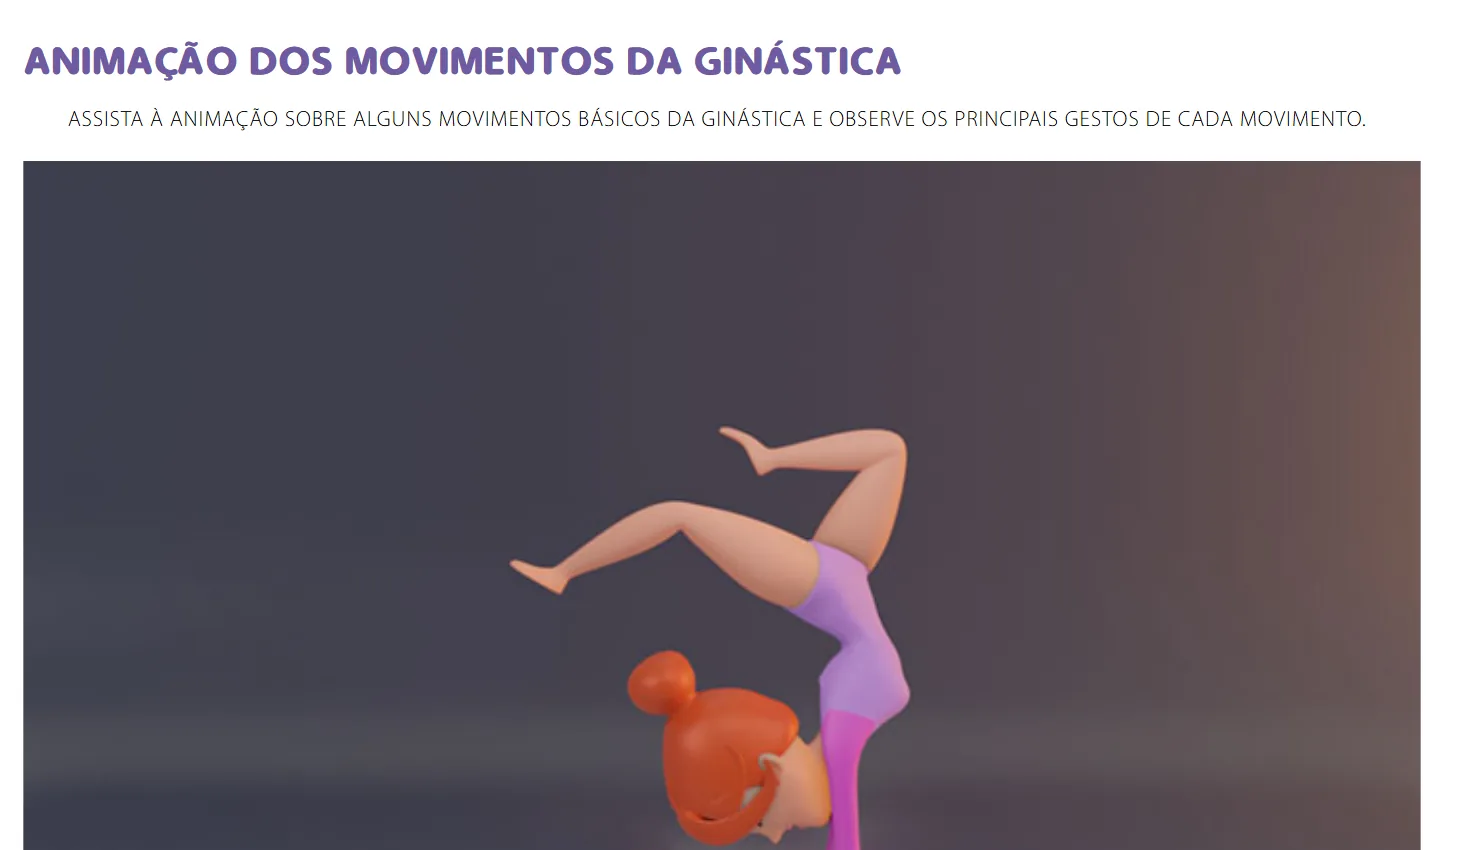 ANIMAÇÃO DOS MOVIMENTOS DA GINÁSTICA
ASSISTA À ANIMAÇÃO SOBRE ALGUNS MOVIMENTOS BÁSICOS DA GINÁSTICA E OBSERVE OS PRINCIPAIS GESTOS DE CADA MOVIMENTO.